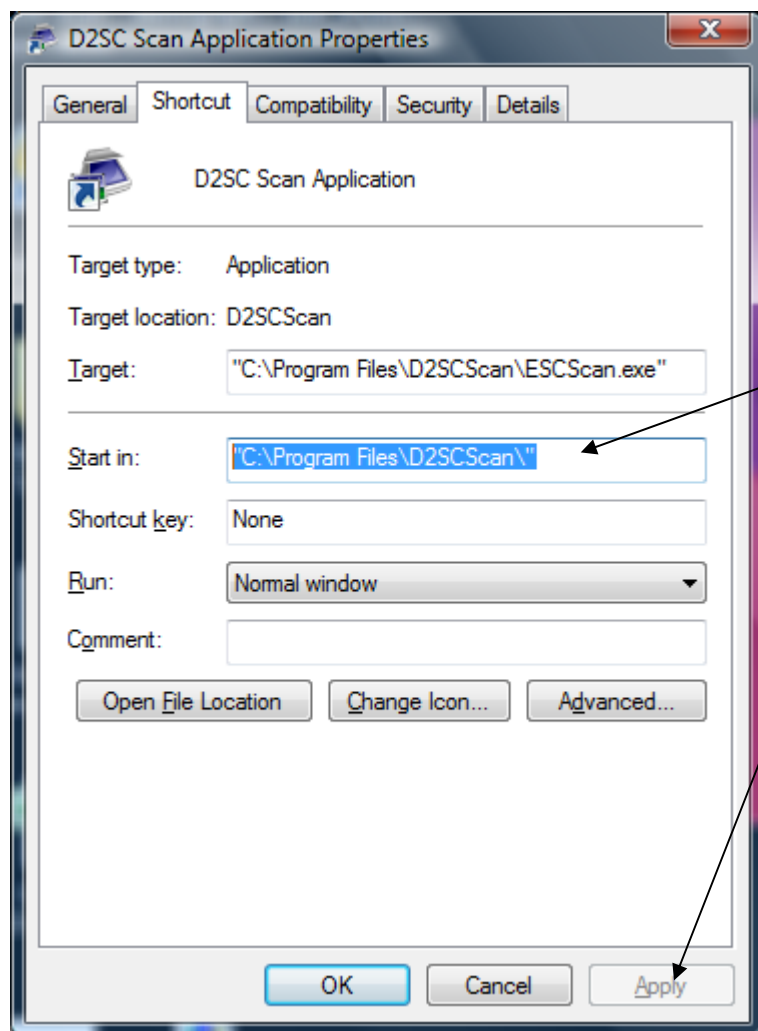 D2SC Scan Application Properties
X
General Shortcut Compatibility Security Details
D2SC Scan Application
Target type: Application
Target location: D2SCScan
Target: "C:\Program Files\D2SCScan\ESCScan.exe"
Start in: "C:\Program Files\D2SCScan\"
Shortcut key: None
Run: Normal window
Comment:
Open File Location Change Icon... Advanced...
OK Cancel Apply